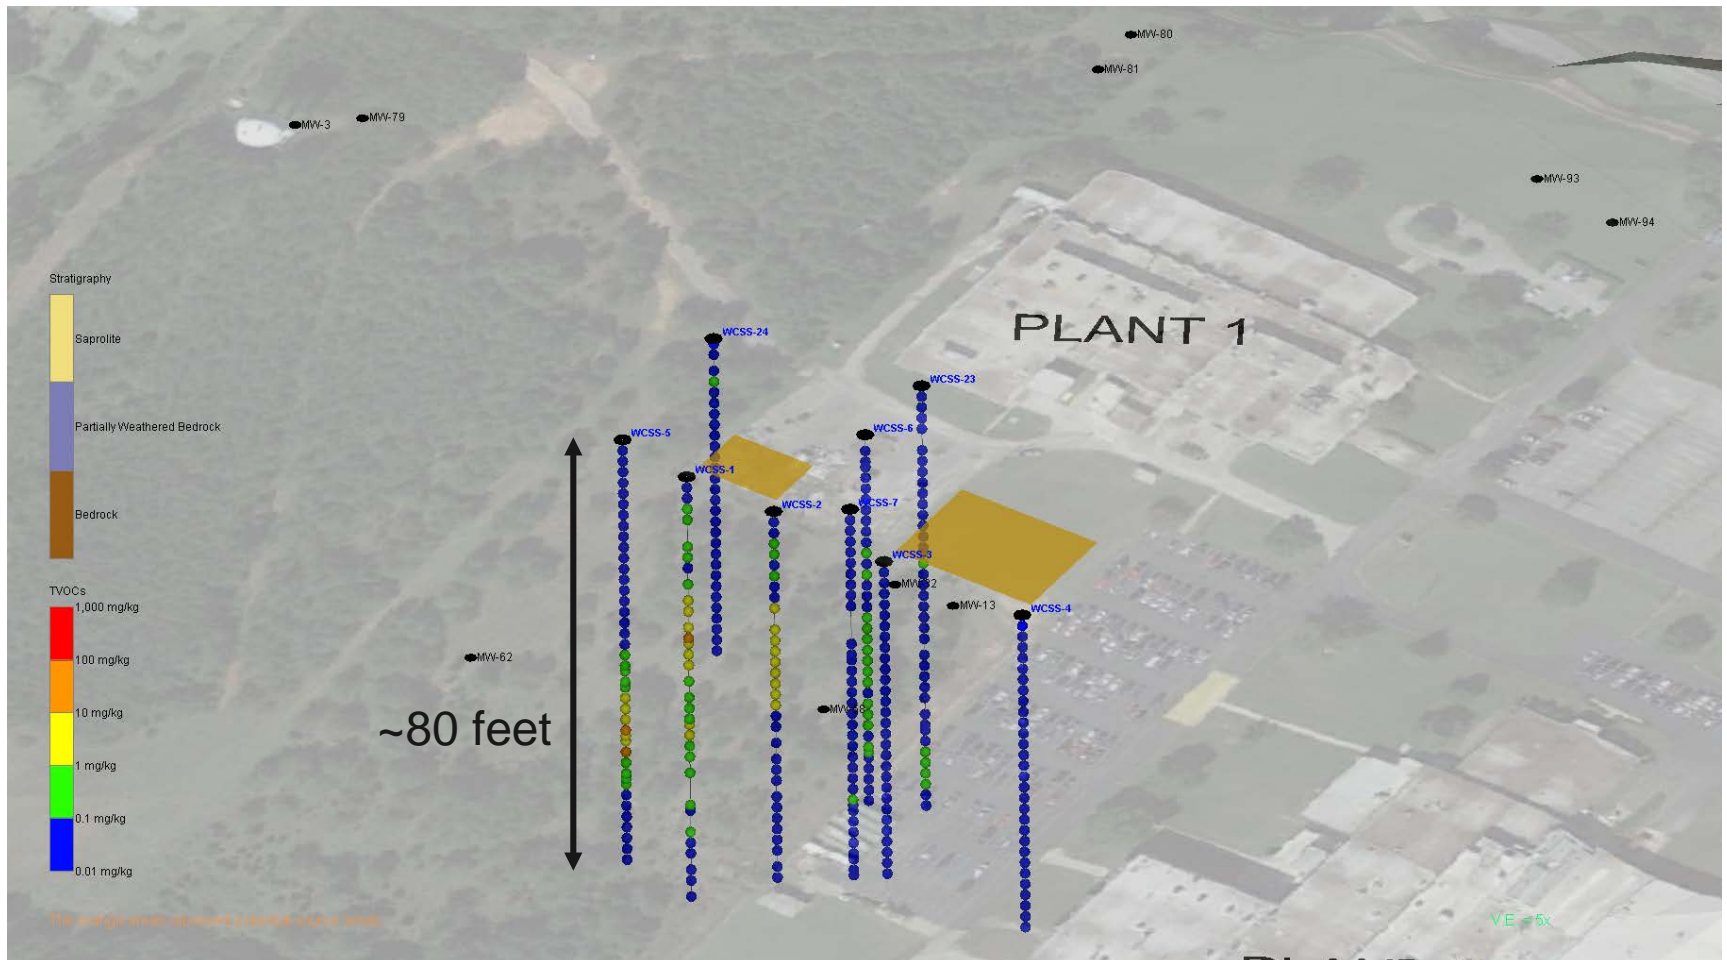 MW-80
MW-81
MW-3
MW-79
MW-93
MW-94
Stratigraphy
Saprolite
Partially Weathered Bedrock
Bedrock
PLANT 1
WCSS-24
WCSS-23
WCSS-5
WCSS-6
WCSS-1
WCSS-2
WCSS-7
WCSS-3
MW-13
WCSS-4
MW-62
~80 feet
TVOCs
1,000 mg/kg
100 mg/kg
10 mg/kg
1 mg/kg
0.1 mg/kg
0.01 mg/kg
V.E. = 5x